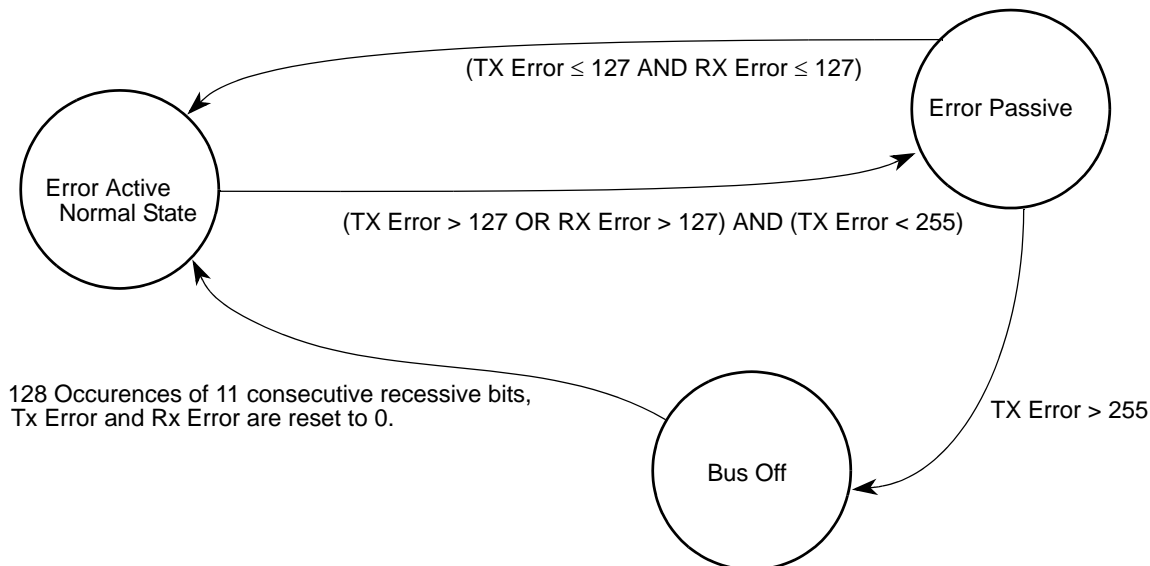 (TX Error ≤ 127 AND RX Error ≤ 127)
Error Passive
Error Active
Normal State
(TX Error > 127 OR RX Error > 127) AND (TX Error < 255)
128 Occurences of 11 consecutive recessive bits,
Tx Error and Rx Error are reset to 0.
TX Error > 255
Bus Off